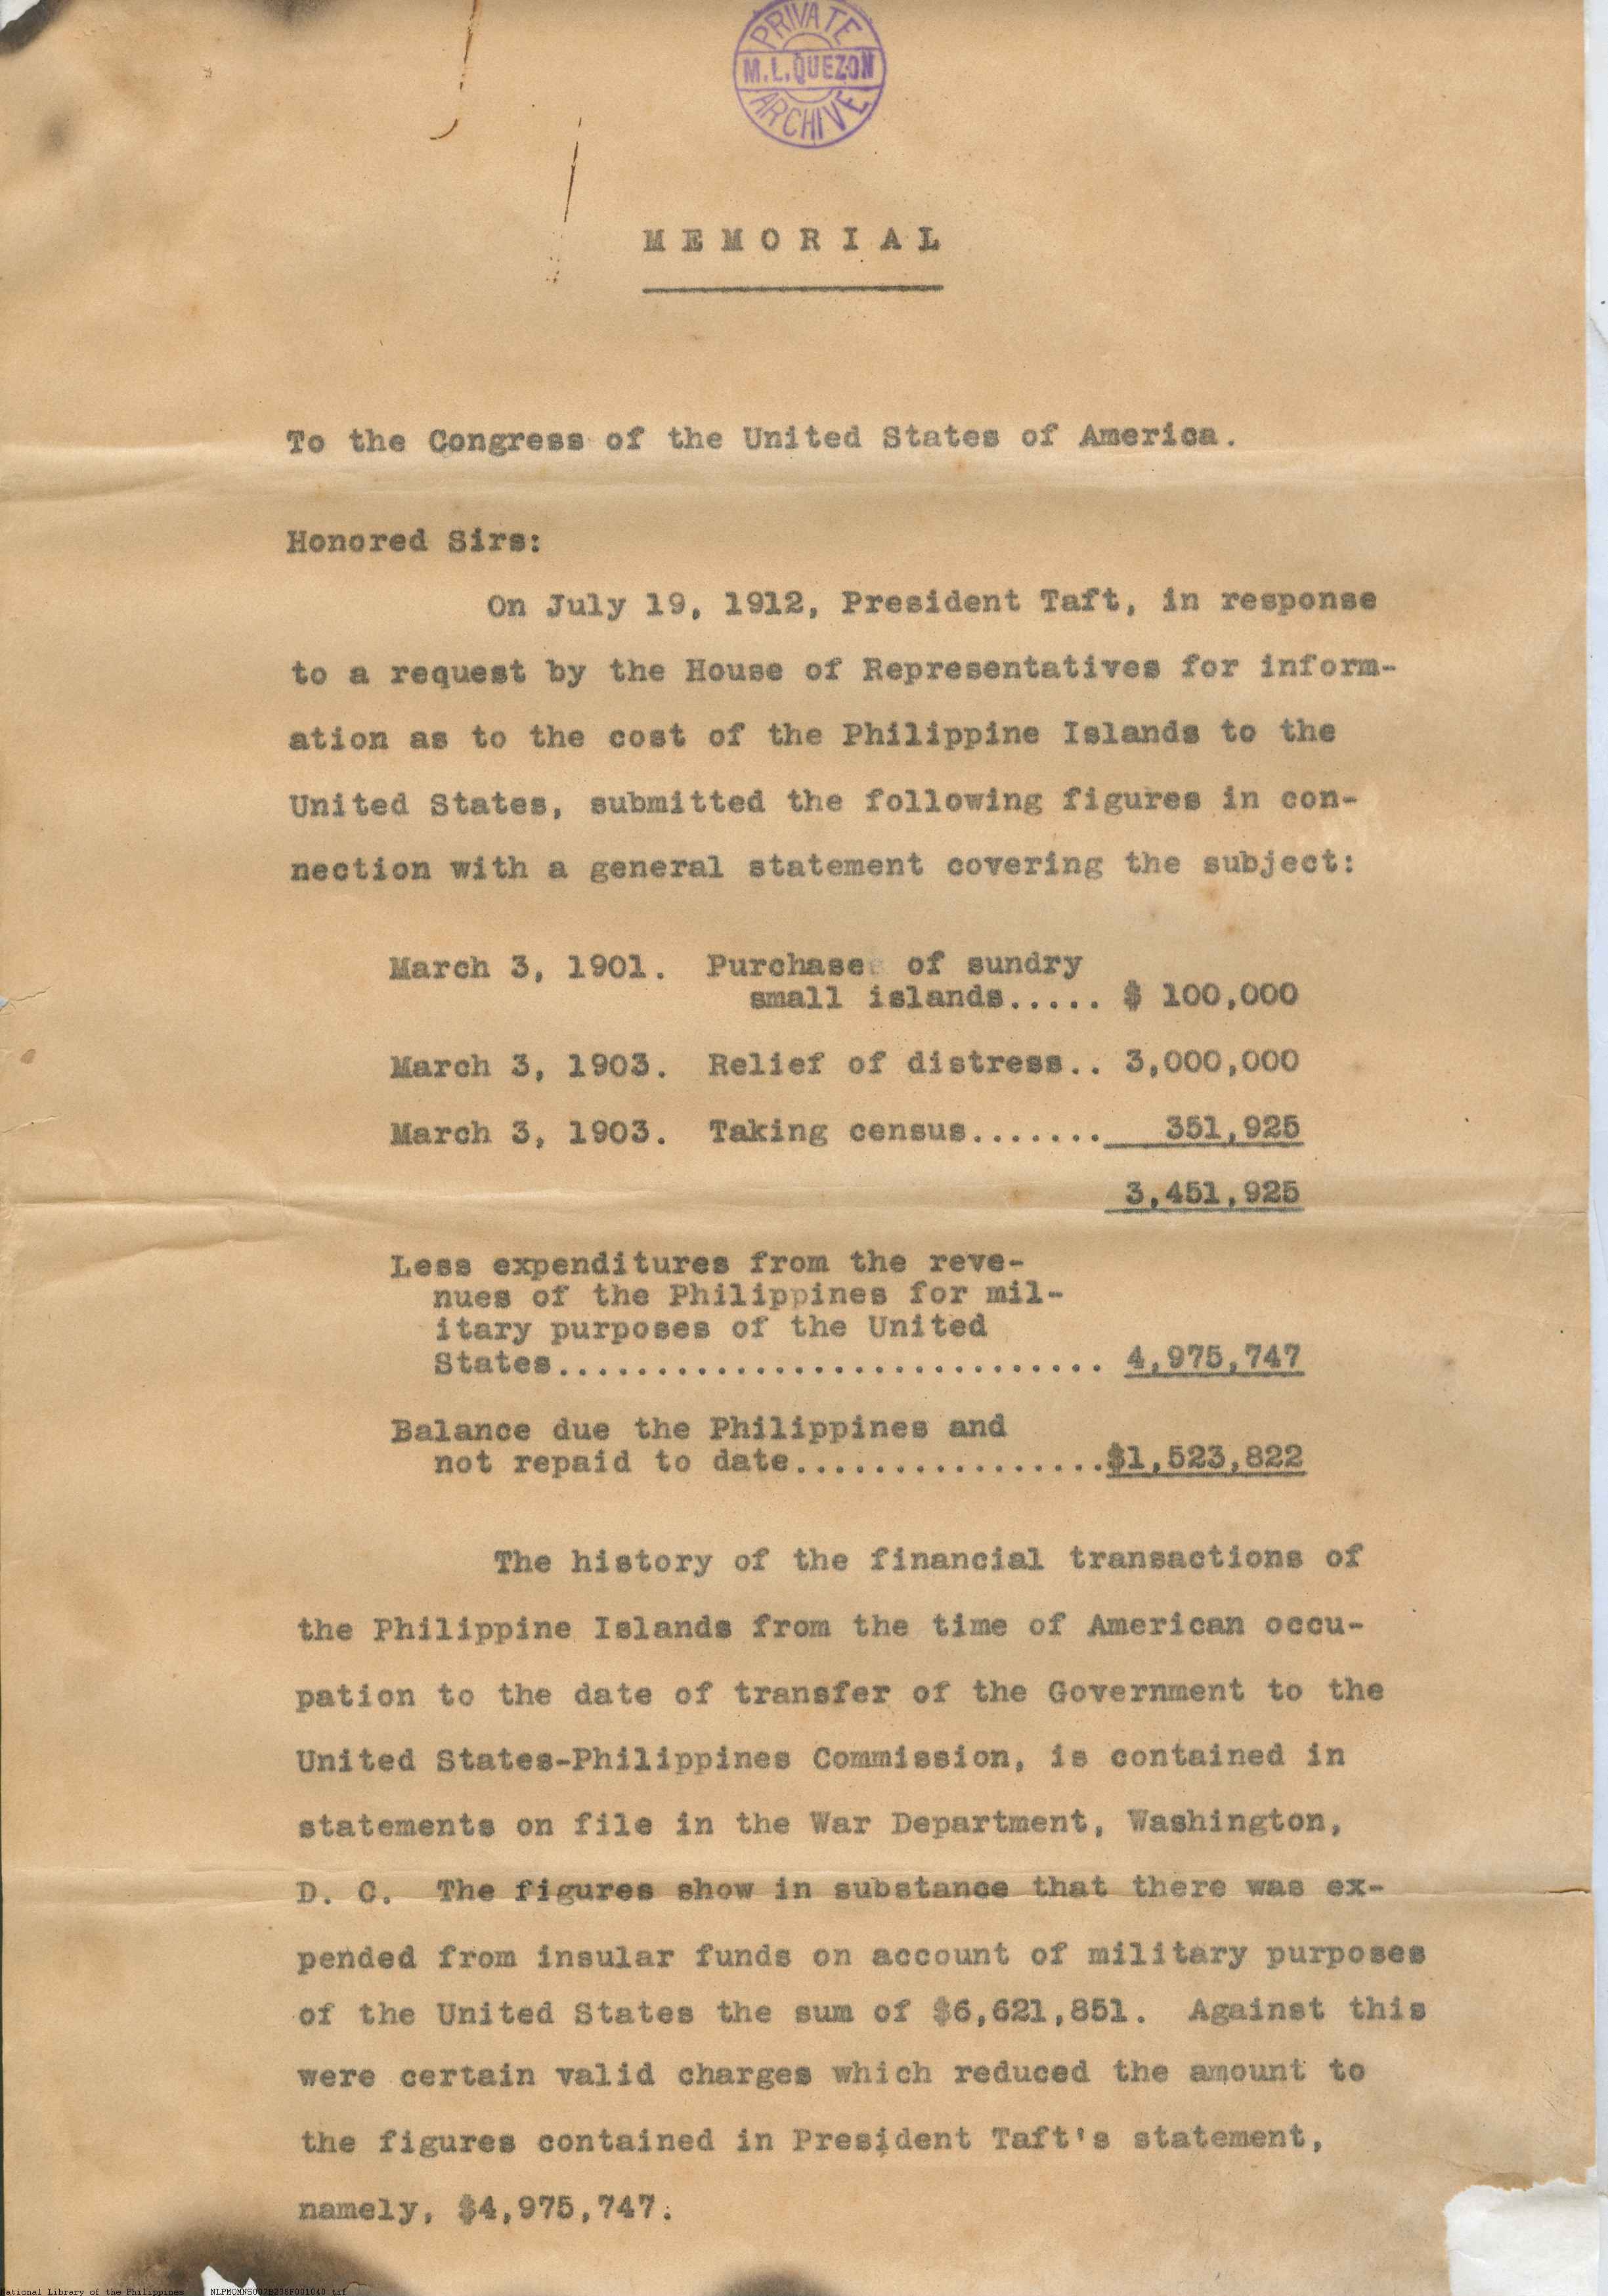 PRIVATE
M.L.QUEZON
ARCHIVE
MEMORIAL
To the Congress of the United States of America.
Honored Sirs:
On July 19, 1912, President Taft, in response
to a request by the House of Representatives for inform-
ation as to the cost of the Philippine Islands to the
United States, submitted the following figures in con-
nection with a general statement covering the subject:
March 3, 1901. Purchase of sundry
small islands..... $ 100,000
March 3, 1903. Relief of distress.. 3,000,000
March 3, 1903. Taking census....... 351,925
3,451,925
Less expenditures from the reve-
nues of the Philippines for mil-
itary purposes of the United
States............................ 4,975,747
Balance due the Philippines and
not repaid to date................$1,523,822
The history of the financial transactions of
the Philippine Islands from the time of American occu-
pation to the date of transfer of the Government to the
United States-Philippines Commission, is contained in
statements on file in the War Department, Washington,
D. C. The figures show in substance that there was ex-
pended from insular funds on account of military purposes
of the United States the sum of $6,621,851. Against this
were certain valid charges which reduced the amount to
the figures contained in President Taft's statement,
namely, $4,975,747.
National Library of the Philippines